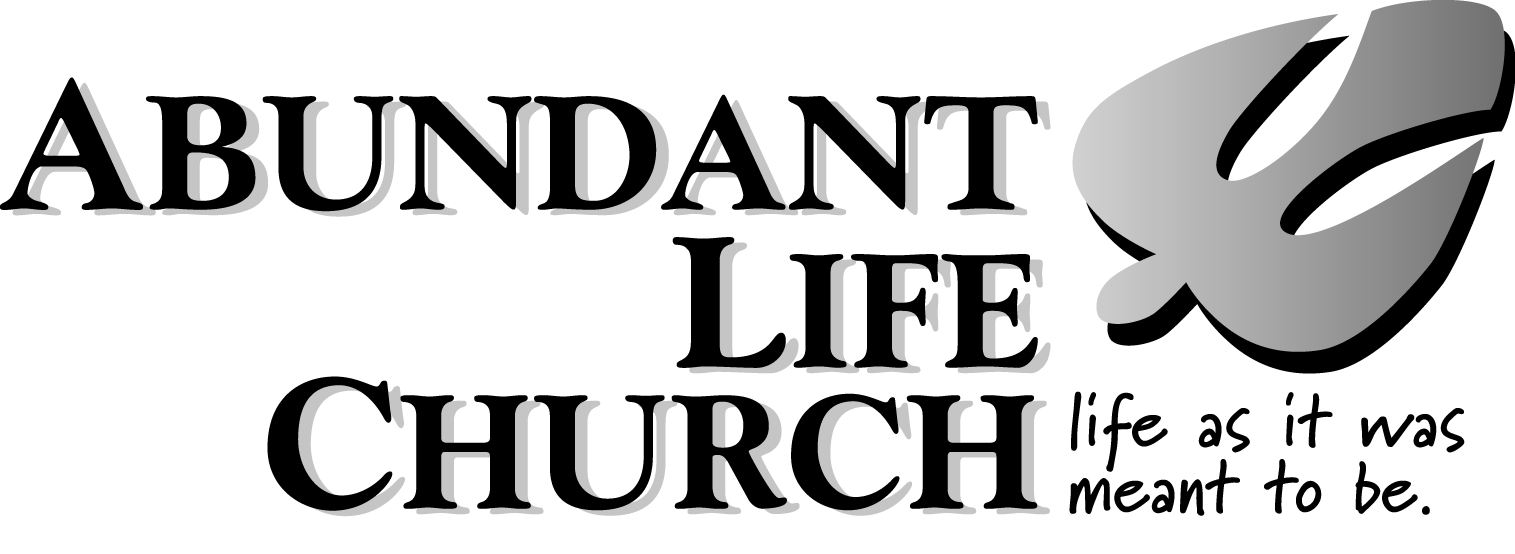 ABUNDANT
LIFE
CHURCH
life as it was
meant to be.